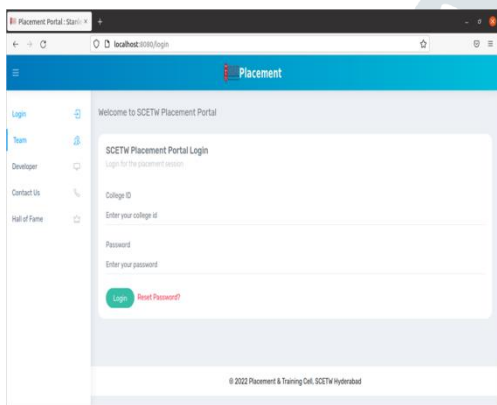 Placement Portal :: Stanle
localhost:8080/login
Placement
Login
Team
Developer
Contact Us
Hall of Fame
Welcome to SCETW Placement Portal
SCETW Placement Portal Login
Login for the placement session
College ID
Enter your college id
Password
Enter your password
Login Reset Password?
© 2022 Placement & Training Cell, SCETW Hyderabad